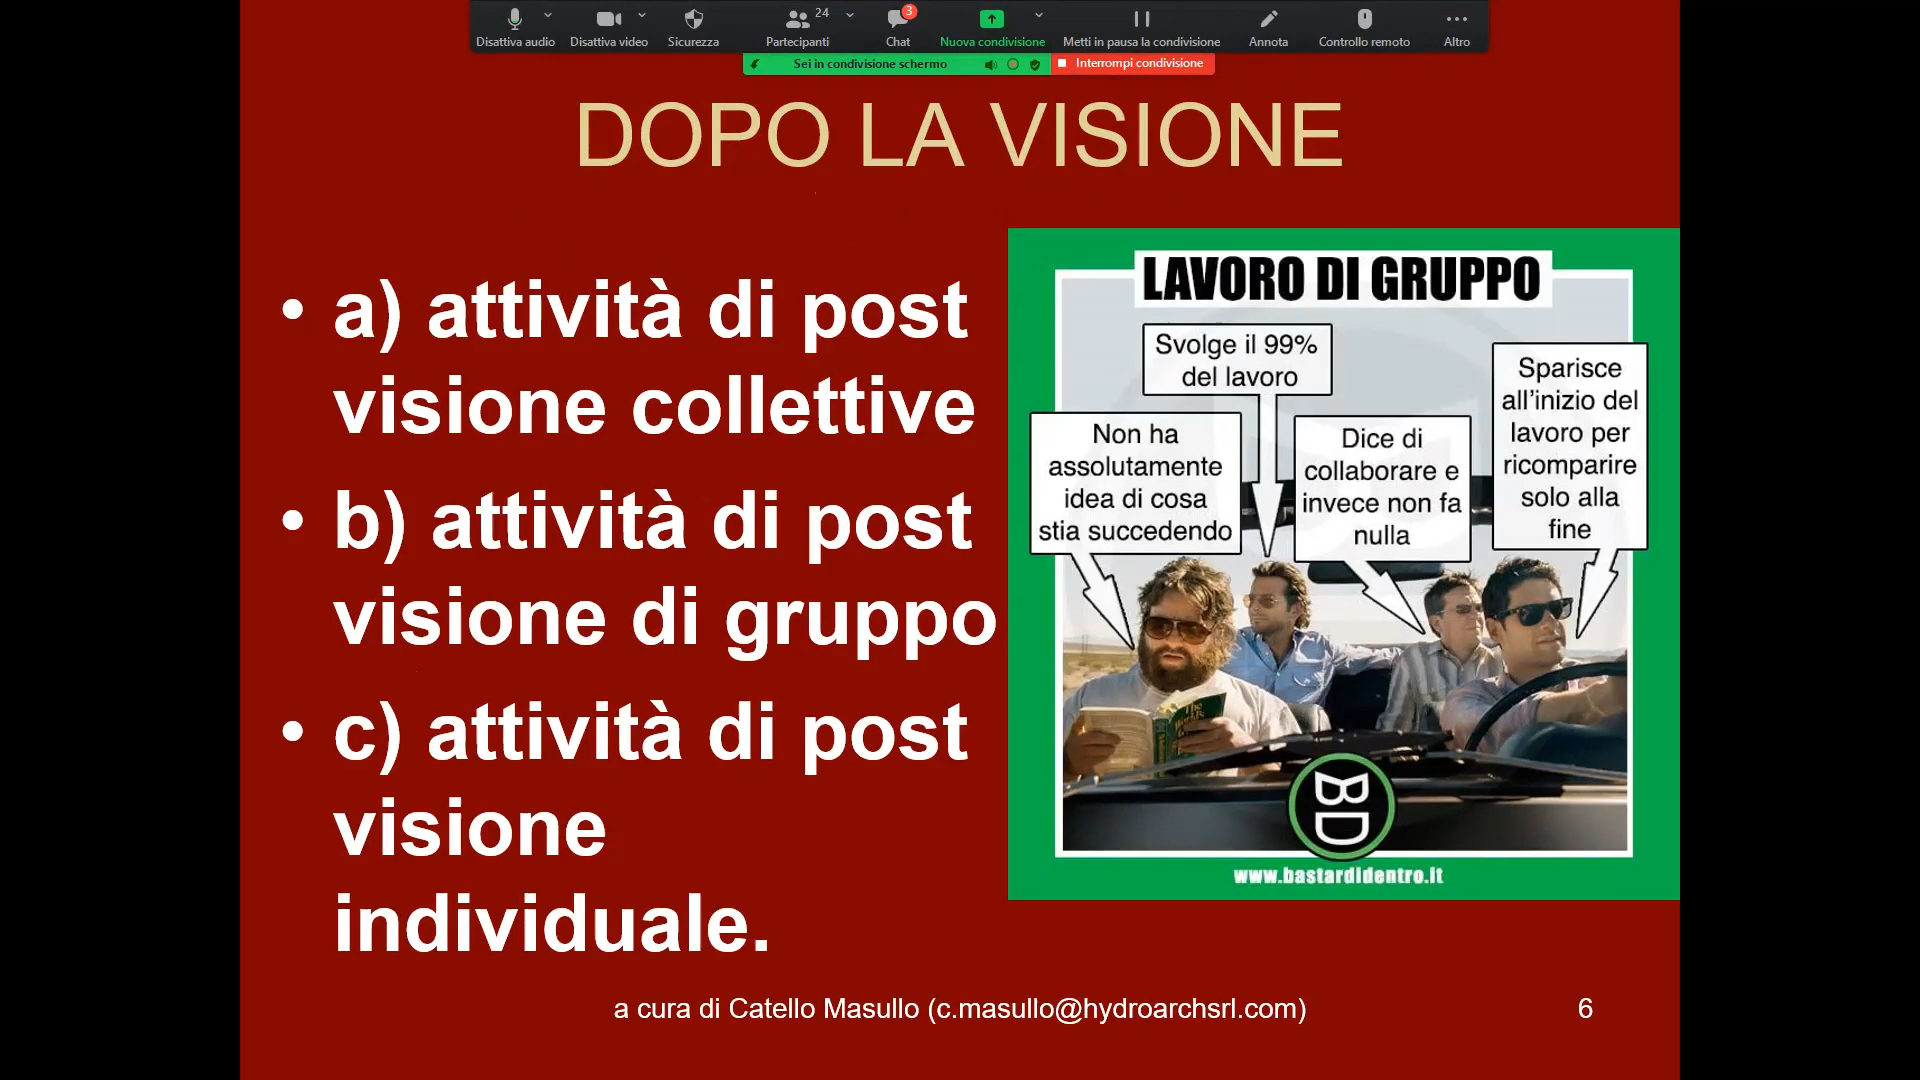 24
3
Disattiva audio
Disattiva video
Sicurezza
Partecipanti
Chat
Nuova condivisione
Metti in pausa la condivisione
Annota
Controllo remoto
Altro
Sei in condivisione schermo
Interrompi condivisione
DOPO LA VISIONE
• a) attività di post
visione collettive
• b) attività di post
visione di gruppo
• c) attività di post
visione
individuale.
LAVORO DI GRUPPO
Non ha
assolutamente
idea di cosa
stia succedendo
Svolge il 99%
del lavoro
Dice di
collaborare e
invece non fa
nulla
Sparisce
all'inizio del
lavoro per
ricomparire
solo alla
fine
BD
www.bastardidentro.it
a cura di Catello Masullo (c.masullo@hydroarchsrl.com)
6